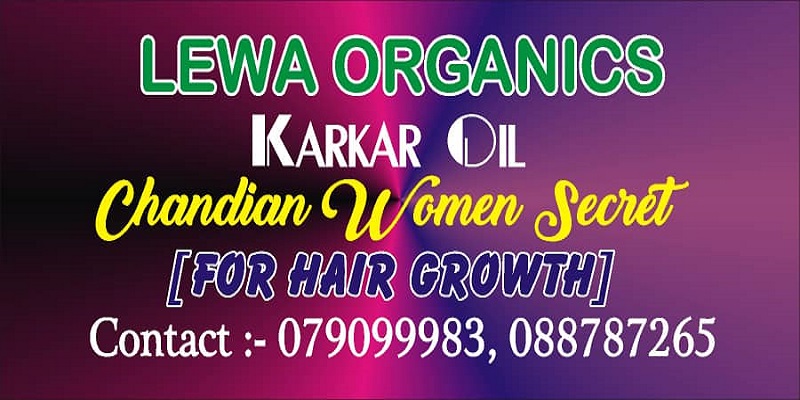 LEWA ORGANICS
KARKAR OIL
Chandian Women Secret
[FOR HAIR GROWTH]
Contact :- 079099983, 088787265